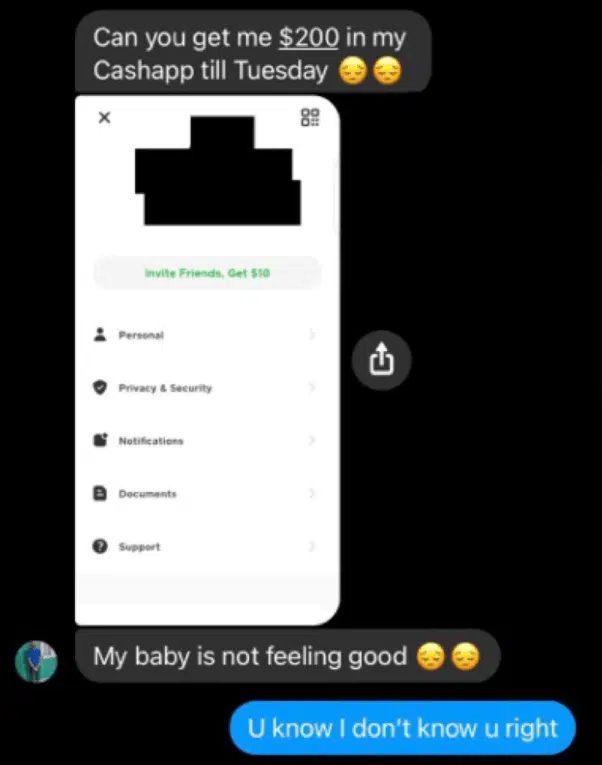 Can you get me $200 in my
Cashapp till Tuesday 😔 😔
Invite Friends, Get $10
Personal
Privacy & Security
Notifications
Documents
Support
My baby is not feeling good 😔 😔
U know I don't know u right